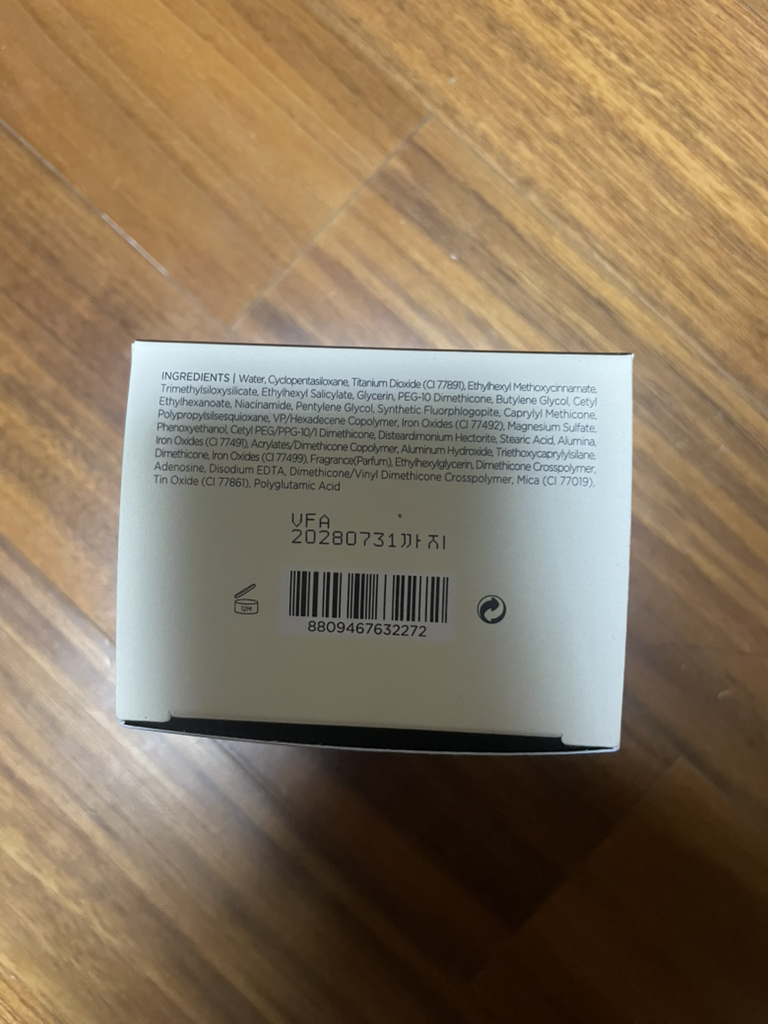 INGREDIENTS | Water, Cyclopentasiloxane, Titanium Dioxide (CI 77891), Ethylhexyl Methoxycinnamate,
Trimethylsiloxysilicate, Ethylhexyl Salicylate, Glycerin, PEG-10 Dimethicone, Butylene Glycol, Cetyl
Ethylhexanoate, Niacinamide, Pentylene Glycol, Synthetic Fluorphlogopite, Caprylyl Methicone,
Polypropylsilsesquioxane, VP/Hexadecene Copolymer, Iron Oxides (CI 77492), Magnesium Sulfate,
Phenoxyethanol, Cetyl PEG/PPG-10/1 Dimethicone, Disteardimonium Hectorite, Stearic Acid, Alumina,
Iron Oxides (CI 77491), Acrylates/Dimethicone Copolymer, Aluminum Hydroxide, Triethoxycaprylylsilane,
Dimethicone, Iron Oxides (CI 77499), Fragrance(Parfum), Ethylhexylglycerin, Dimethicone Crosspolymer,
Adenosine, Disodium EDTA, Dimethicone/Vinyl Dimethicone Crosspolymer, Mica (CI 77019),
Tin Oxide (CI 77861), Polyglutamic Acid
VFA
20280731까지
12M
8809467632272